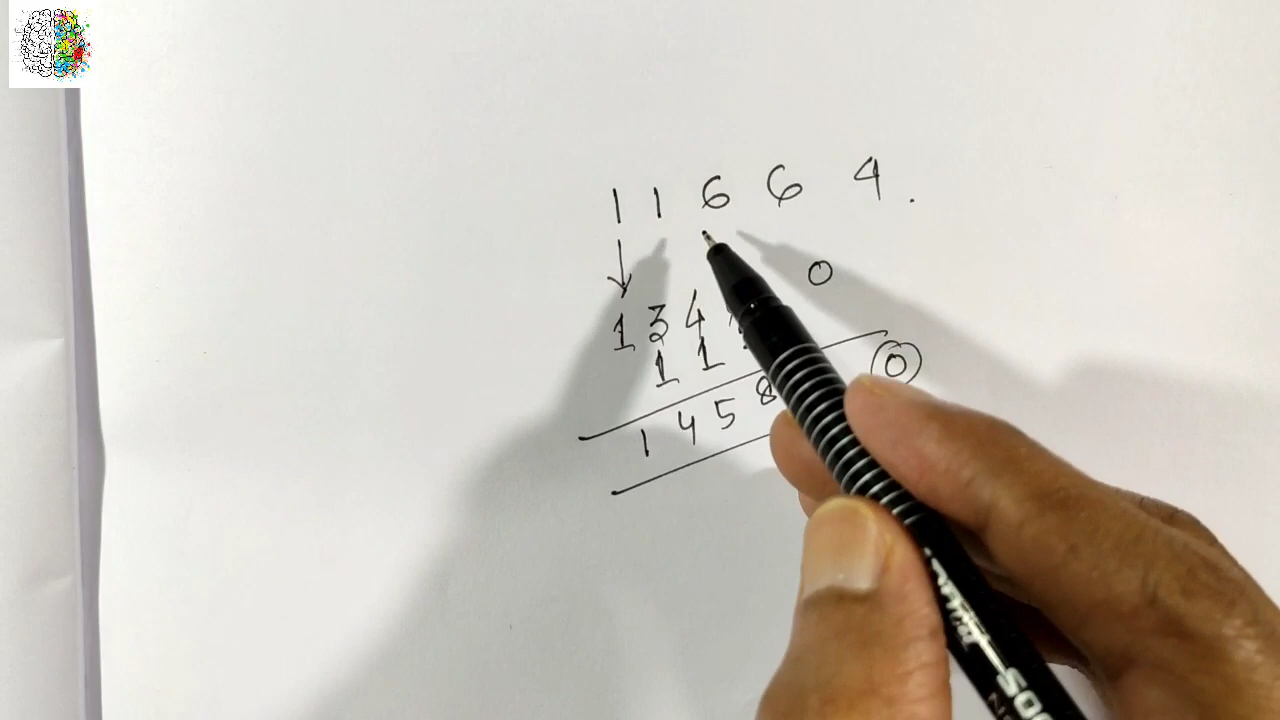 1 1 6 6 4 .
0
1 3 4
1 1
0
1 4 5 8